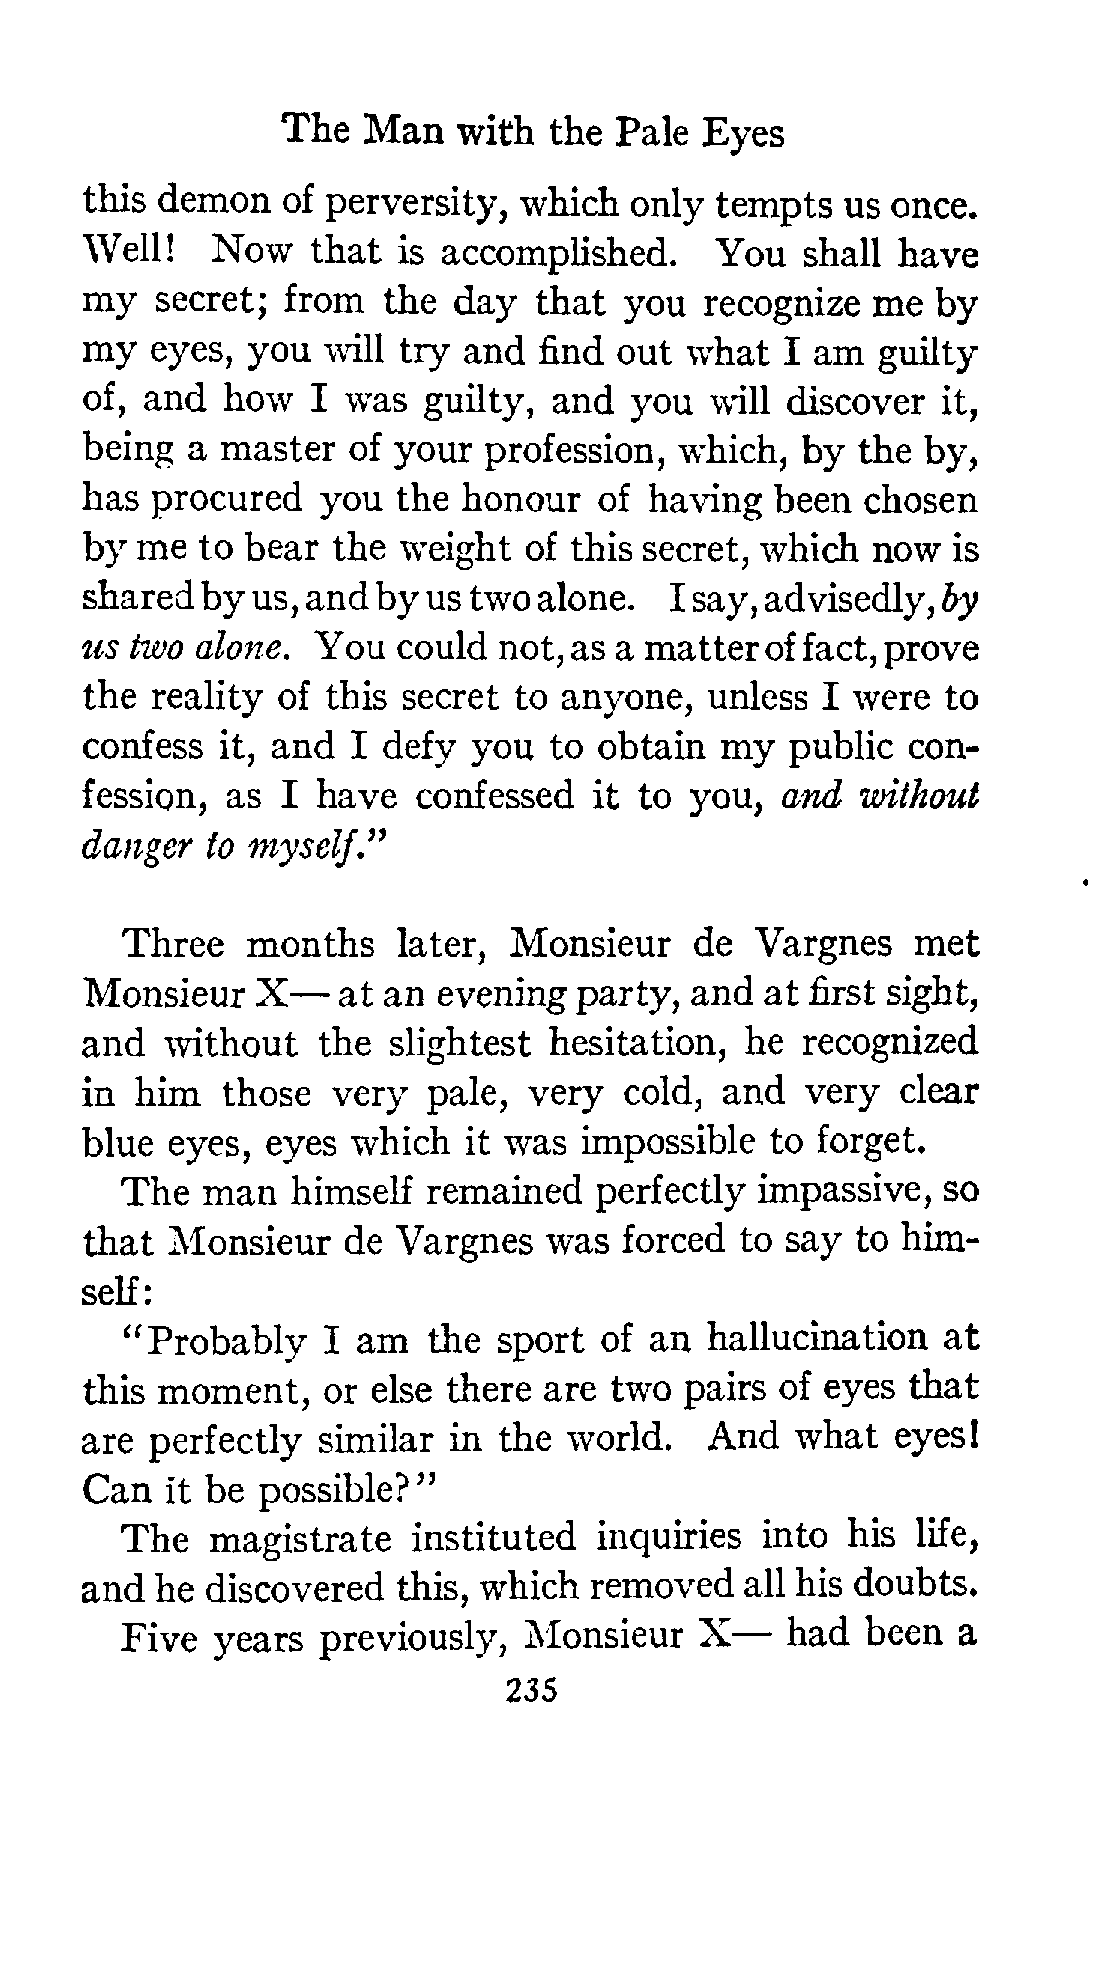 The Man with the Pale Eyes
this demon of perversity, which only tempts us once.
Well! Now that is accomplished. You shall have
my secret; from the day that you recognize me by
my eyes, you will try and find out what I am guilty
of, and how I was guilty, and you will discover it,
being a master of your profession, which, by the by,
has procured you the honour of having been chosen
by me to bear the weight of this secret, which now is
shared by us, and by us two alone. I say, advisedly, by
us two alone. You could not, as a matter of fact, prove
the reality of this secret to anyone, unless I were to
confess it, and I defy you to obtain my public con-
fession, as I have confessed it to you, and without
danger to myself."
Three months later, Monsieur de Vargnes met
Monsieur X— at an evening party, and at first sight,
and without the slightest hesitation, he recognized
in him those very pale, very cold, and very clear
blue eyes, eyes which it was impossible to forget.
The man himself remained perfectly impassive, so
that Monsieur de Vargnes was forced to say to him-
self:
"Probably I am the sport of an hallucination at
this moment, or else there are two pairs of eyes that
are perfectly similar in the world. And what eyes!
Can it be possible?"
The magistrate instituted inquiries into his life,
and he discovered this, which removed all his doubts.
Five years previously, Monsieur X— had been a
235